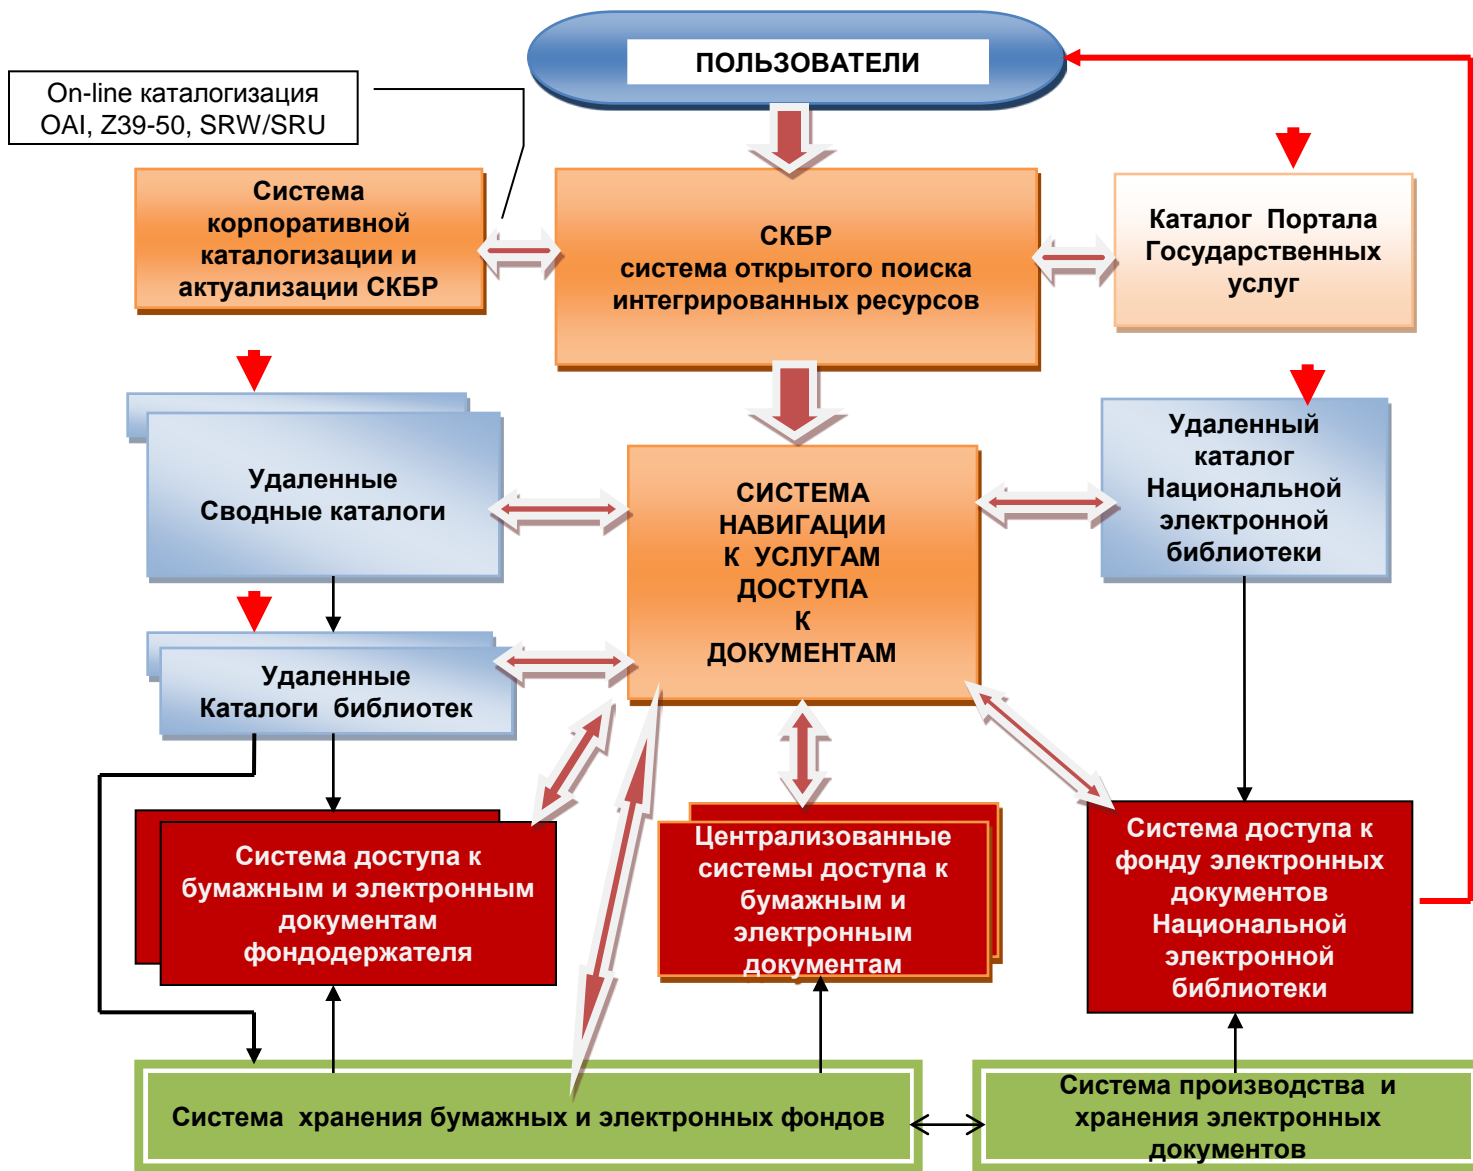 ПОЛЬЗОВАТЕЛИ
On-line каталогизация
OAI, Z39-50, SRW/SRU
Система
корпоративной
каталогизации и
актуализации СКБР
СКБР
система открытого поиска
интегрированных ресурсов
Каталог Портала
Государственных
услуг
Удаленные
Сводные каталоги
СИСТЕМА
НАВИГАЦИИ
К УСЛУГАМ
ДОСТУПА
К
ДОКУМЕНТАМ
Удаленный
каталог
Национальной
электронной
библиотеки
Удаленные
Каталоги библиотек
Система доступа к
бумажным и электронным
документам
фондодержателя
Централизованные
системы доступа к
бумажным и
электронным
документам
Система доступа к
фонду электронных
документов
Национальной
электронной
библиотеки
Система хранения бумажных и электронных фондов
Система производства и
хранения электронных
документов